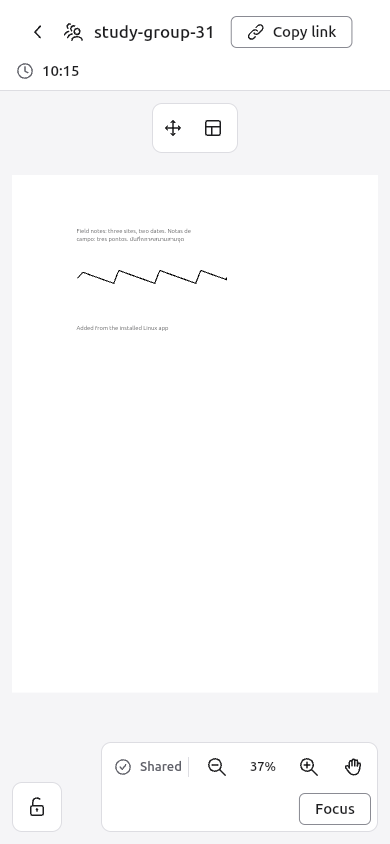 study-group-31
Copy link
10:15
Field notes: three sites, two dates. Notas de
campo: tres pontos.
Added from the installed Linux app
Shared
37%
Focus